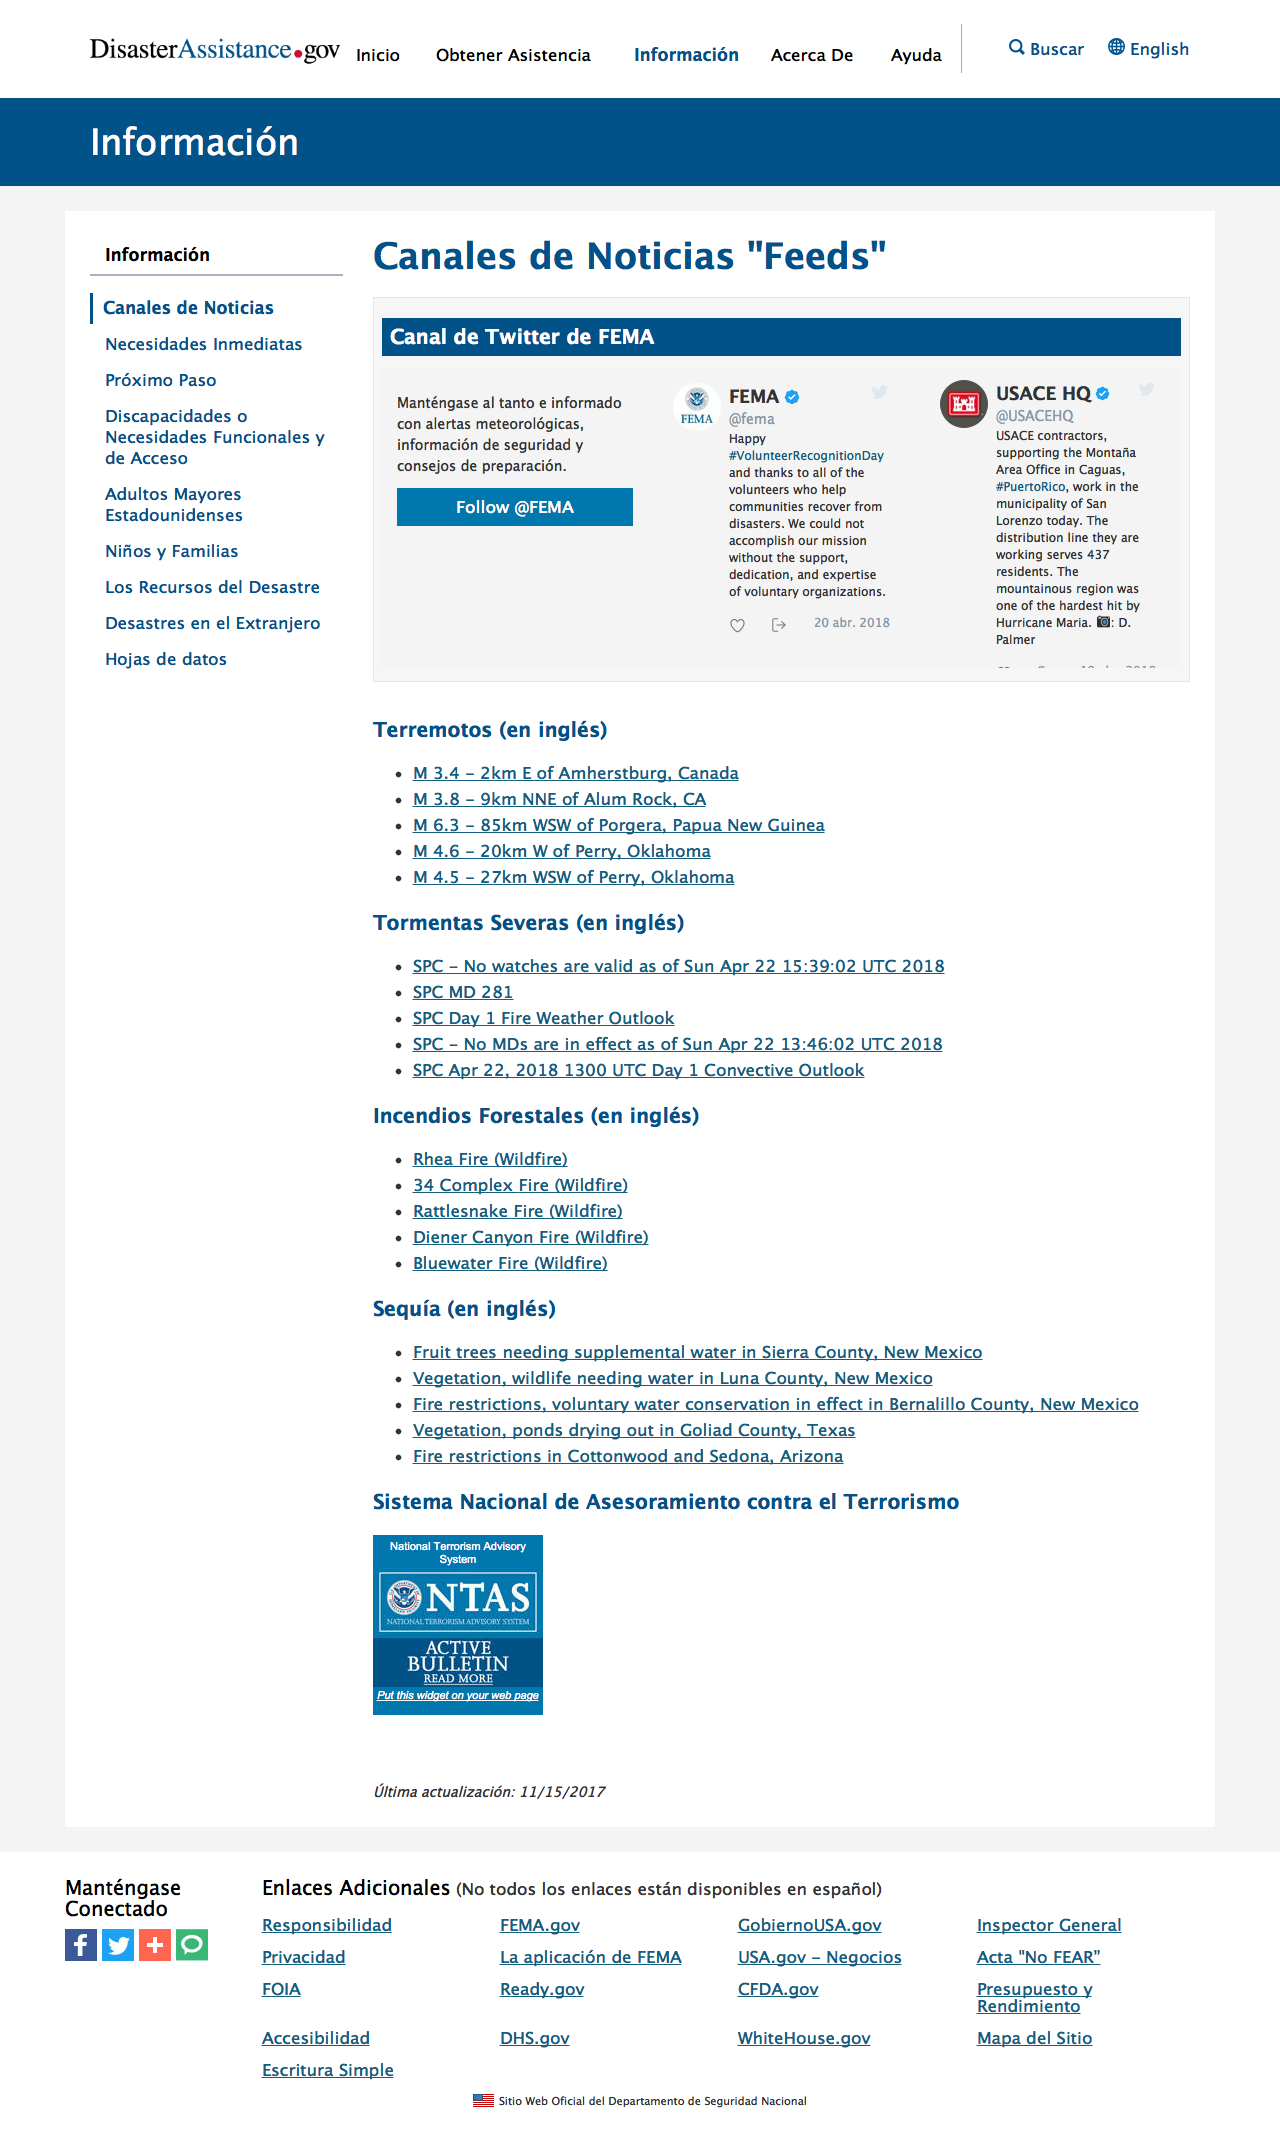 DisasterAssistance.gov
Inicio
Obtener Asistencia
Información
Acerca De
Ayuda
Buscar
English
Información
Información
Canales de Noticias
Necesidades Inmediatas
Próximo Paso
Discapacidades o
Necesidades Funcionales y
de Acceso
Adultos Mayores
Estadounidenses
Niños y Familias
Los Recursos del Desastre
Desastres en el Extranjero
Hojas de datos
Canales de Noticias "Feeds"
Canal de Twitter de FEMA
Manténgase al tanto e informado
con alertas meteorológicas,
información de seguridad y
consejos de preparación.
Follow @FEMA
FEMA
FEMA
@fema
Happy
#VolunteerRecognitionDay
and thanks to all of the
volunteers who help
communities recover from
disasters. We could not
accomplish our mission
without the support,
dedication, and expertise
of voluntary organizations.
20 abr. 2018
USACE HQ
@USACEHQ
USACE contractors,
supporting the Montaña
Area Office in Caguas,
#PuertoRico, work in the
municipality of San
Lorenzo today. The
distribution line they are
working serves 437
residents. The
mountainous region was
one of the hardest hit by
Hurricane Maria. 📷: D.
Palmer
Terremotos (en inglés)
M 3.4 - 2km E of Amherstburg, Canada
M 3.8 - 9km NNE of Alum Rock, CA
M 6.3 - 85km WSW of Porgera, Papua New Guinea
M 4.6 - 20km W of Perry, Oklahoma
M 4.5 - 27km WSW of Perry, Oklahoma
Tormentas Severas (en inglés)
SPC - No watches are valid as of Sun Apr 22 15:39:02 UTC 2018
SPC MD 281
SPC Day 1 Fire Weather Outlook
SPC - No MDs are in effect as of Sun Apr 22 13:46:02 UTC 2018
SPC Apr 22, 2018 1300 UTC Day 1 Convective Outlook
Incendios Forestales (en inglés)
Rhea Fire (Wildfire)
34 Complex Fire (Wildfire)
Rattlesnake Fire (Wildfire)
Diener Canyon Fire (Wildfire)
Bluewater Fire (Wildfire)
Sequía (en inglés)
Fruit trees needing supplemental water in Sierra County, New Mexico
Vegetation, wildlife needing water in Luna County, New Mexico
Fire restrictions, voluntary water conservation in effect in Bernalillo County, New Mexico
Vegetation, ponds drying out in Goliad County, Texas
Fire restrictions in Cottonwood and Sedona, Arizona
Sistema Nacional de Asesoramiento contra el Terrorismo
National Terrorism Advisory
System
NTAS
NATIONAL TERRORISM ADVISORY SYSTEM
ACTIVE
BULLETIN
READ MORE
Put this widget on your web page
Última actualización: 11/15/2017
Manténgase
Conectado
Enlaces Adicionales (No todos los enlaces están disponibles en español)
Responsibilidad
FEMA.gov
GobiernoUSA.gov
Inspector General
Privacidad
La aplicación de FEMA
USA.gov - Negocios
Acta "No FEAR"
FOIA
Ready.gov
CFDA.gov
Presupuesto y
Rendimiento
Accesibilidad
DHS.gov
WhiteHouse.gov
Mapa del Sitio
Escritura Simple
Sitio Web Oficial del Departamento de Seguridad Nacional